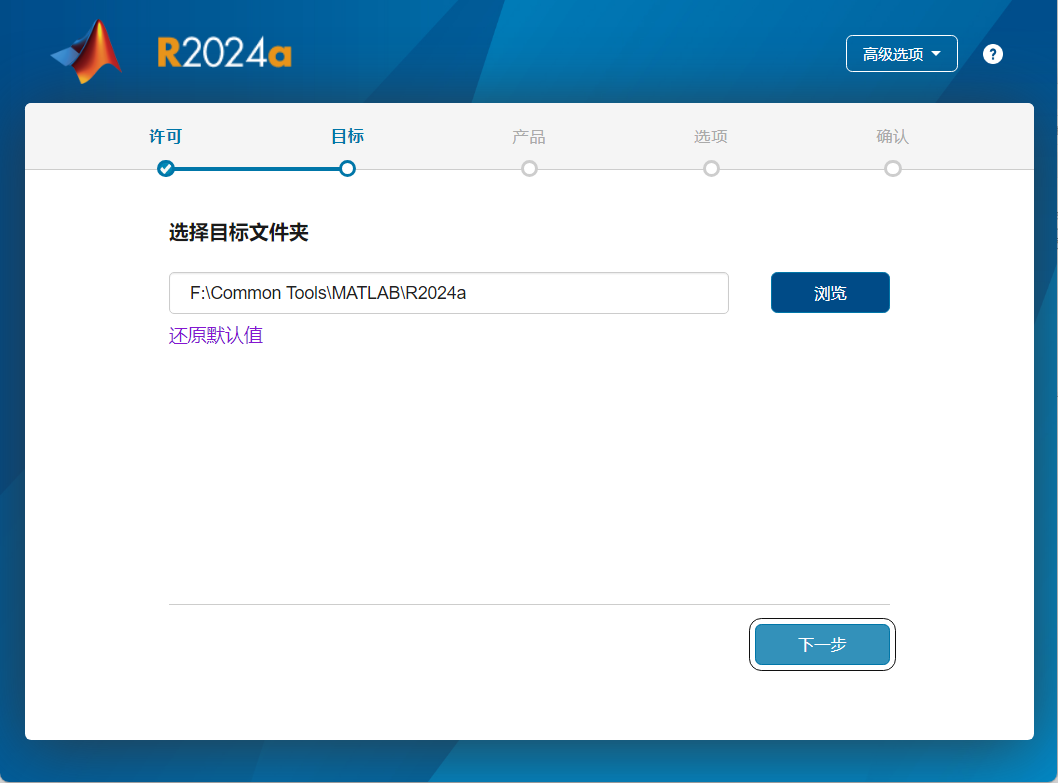 R2024a
高级选项
?
许可
目标
产品
选项
确认
选择目标文件夹
F:\Common Tools\MATLAB\R2024a
浏览
还原默认值
下一步